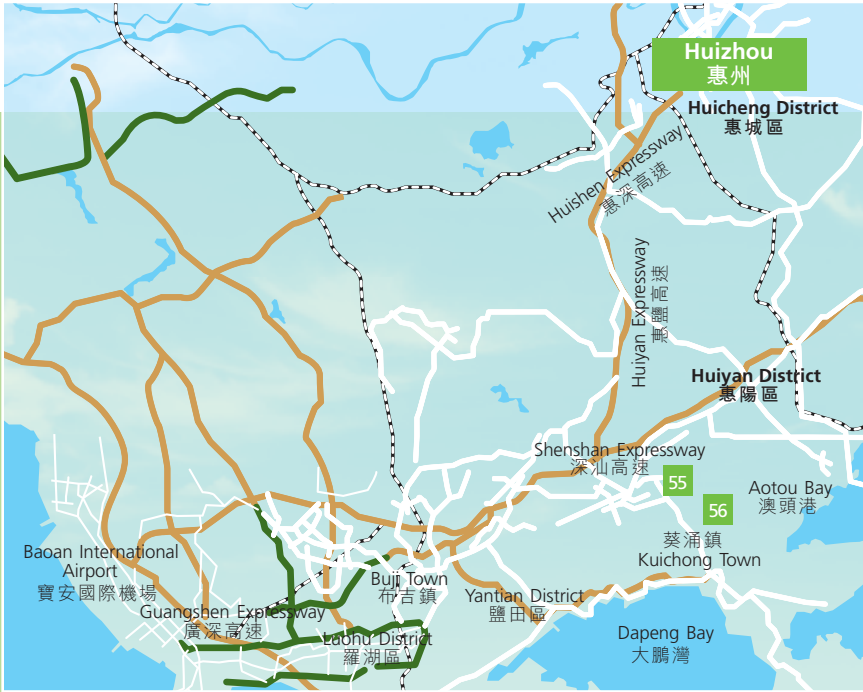 Huizhou
惠州
Huicheng District
惠城區
Huishen Expressway
惠深高速
Huiyan Expressway
惠鹽高速
Huiyan District
惠陽區
Shenshan Expressway
深汕高速
55
56
Aotou Bay
澳頭港
葵涌鎮
Kuichong Town
Baoan International
Airport
寶安國際機場
Buji Town
布吉鎮
Yantian District
鹽田區
Guangshen Expressway
廣深高速
Luohu District
羅湖區
Dapeng Bay
大鵬灣